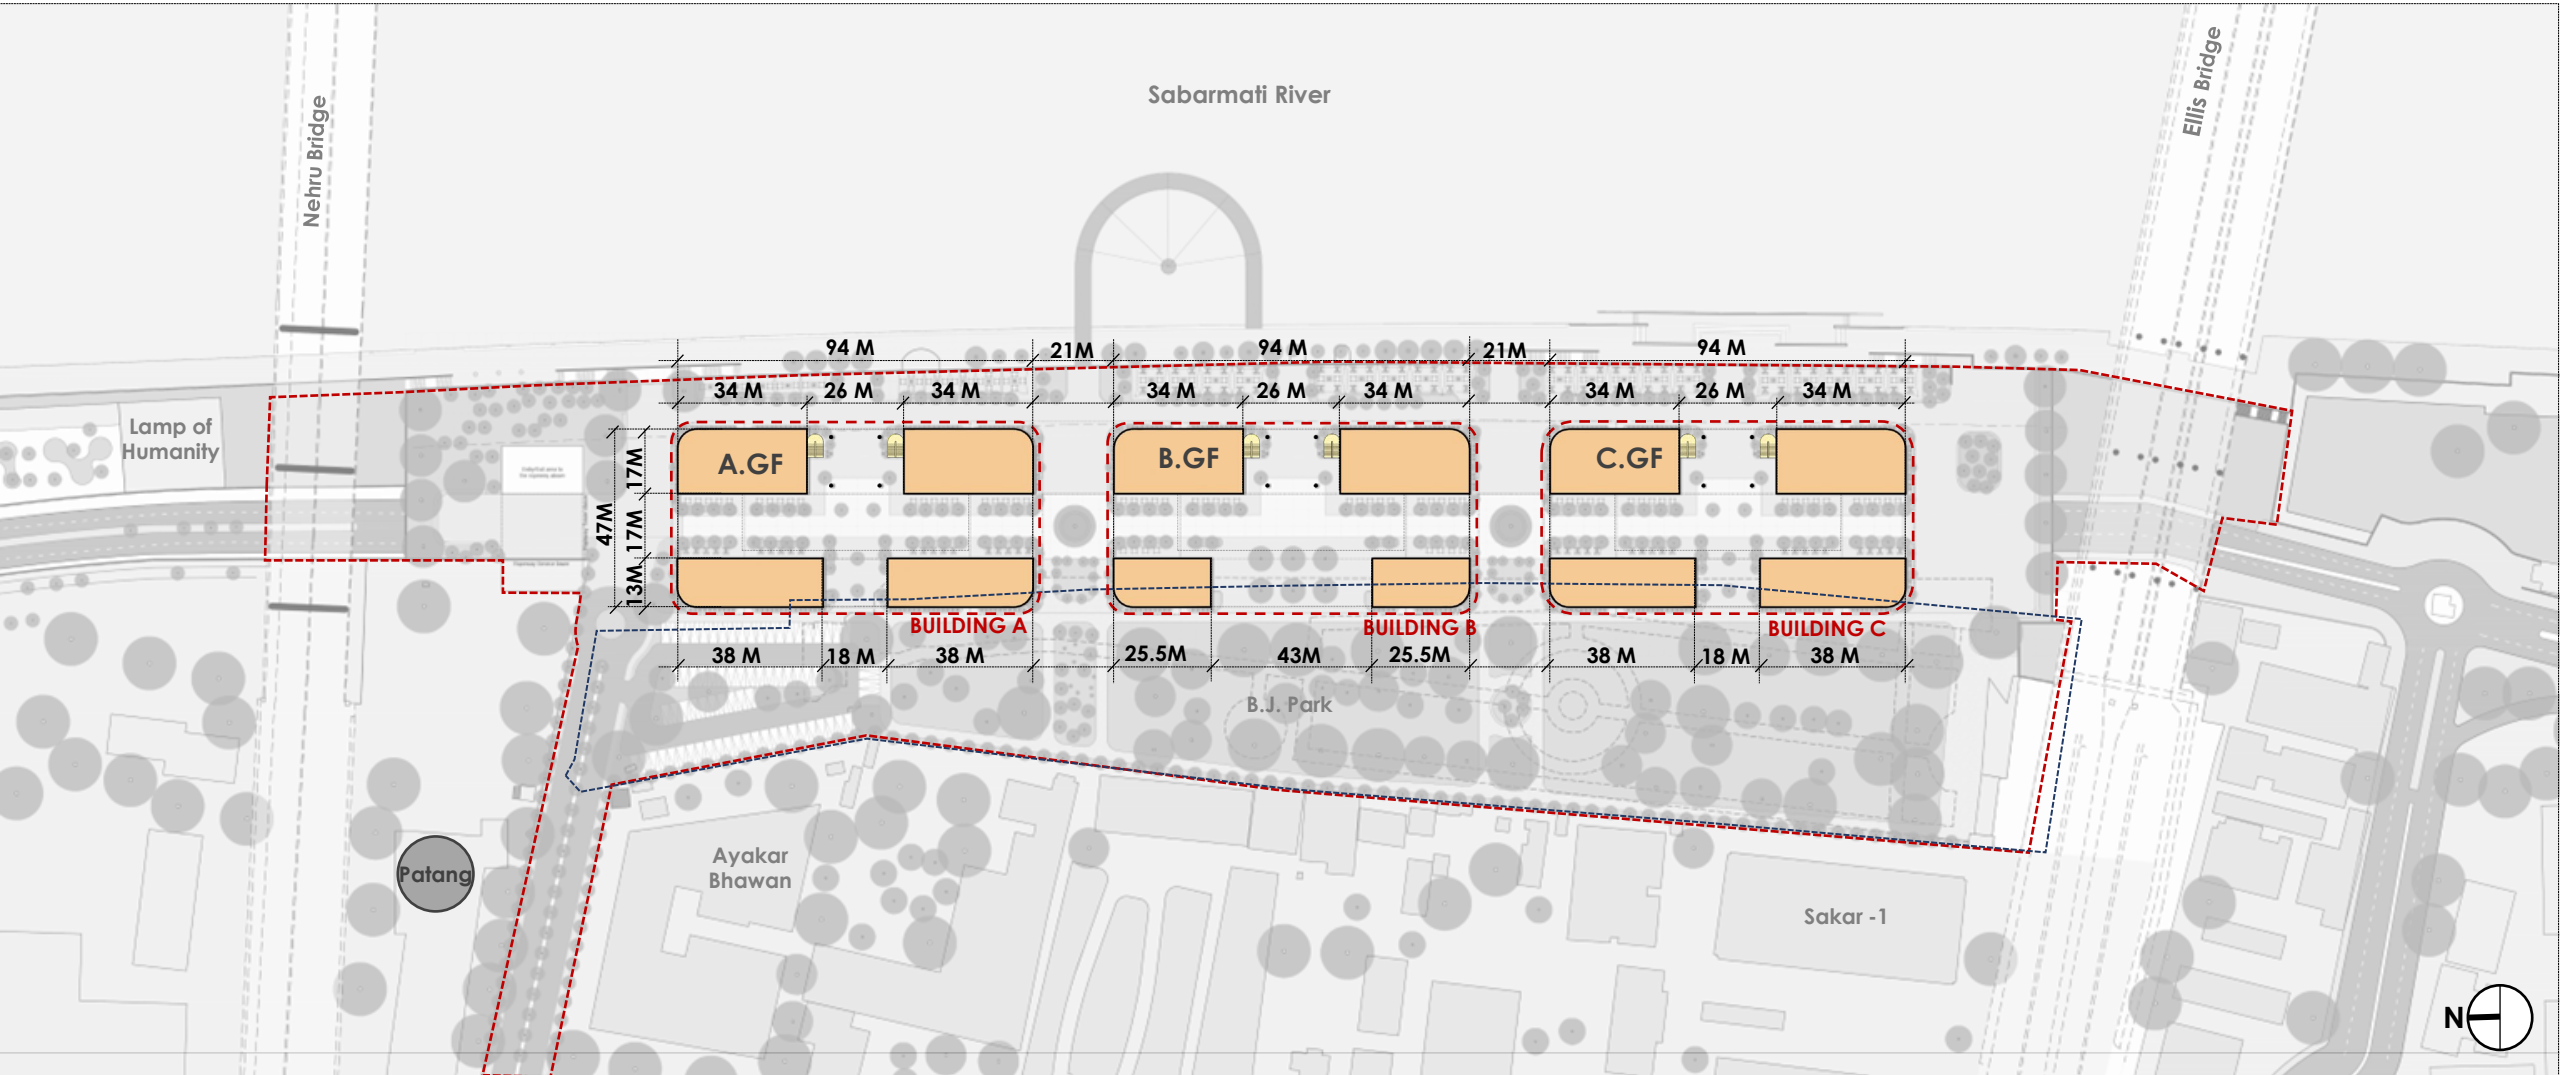 Nehru Bridge
Sabarmati River
Ellis Bridge
94 M
21M
94 M
21M
94 M
34 M
26 M
34 M
34 M
26 M
34 M
34 M
26 M
34 M
Lamp of
Humanity
47M
17M
17M
13M
A.GF
B.GF
C.GF
BUILDING A
BUILDING B
BUILDING C
38 M
18 M
38 M
25.5M
43M
25.5M
38 M
18 M
38 M
B.J. Park
Patang
Ayakar
Bhawan
Sakar -1
N